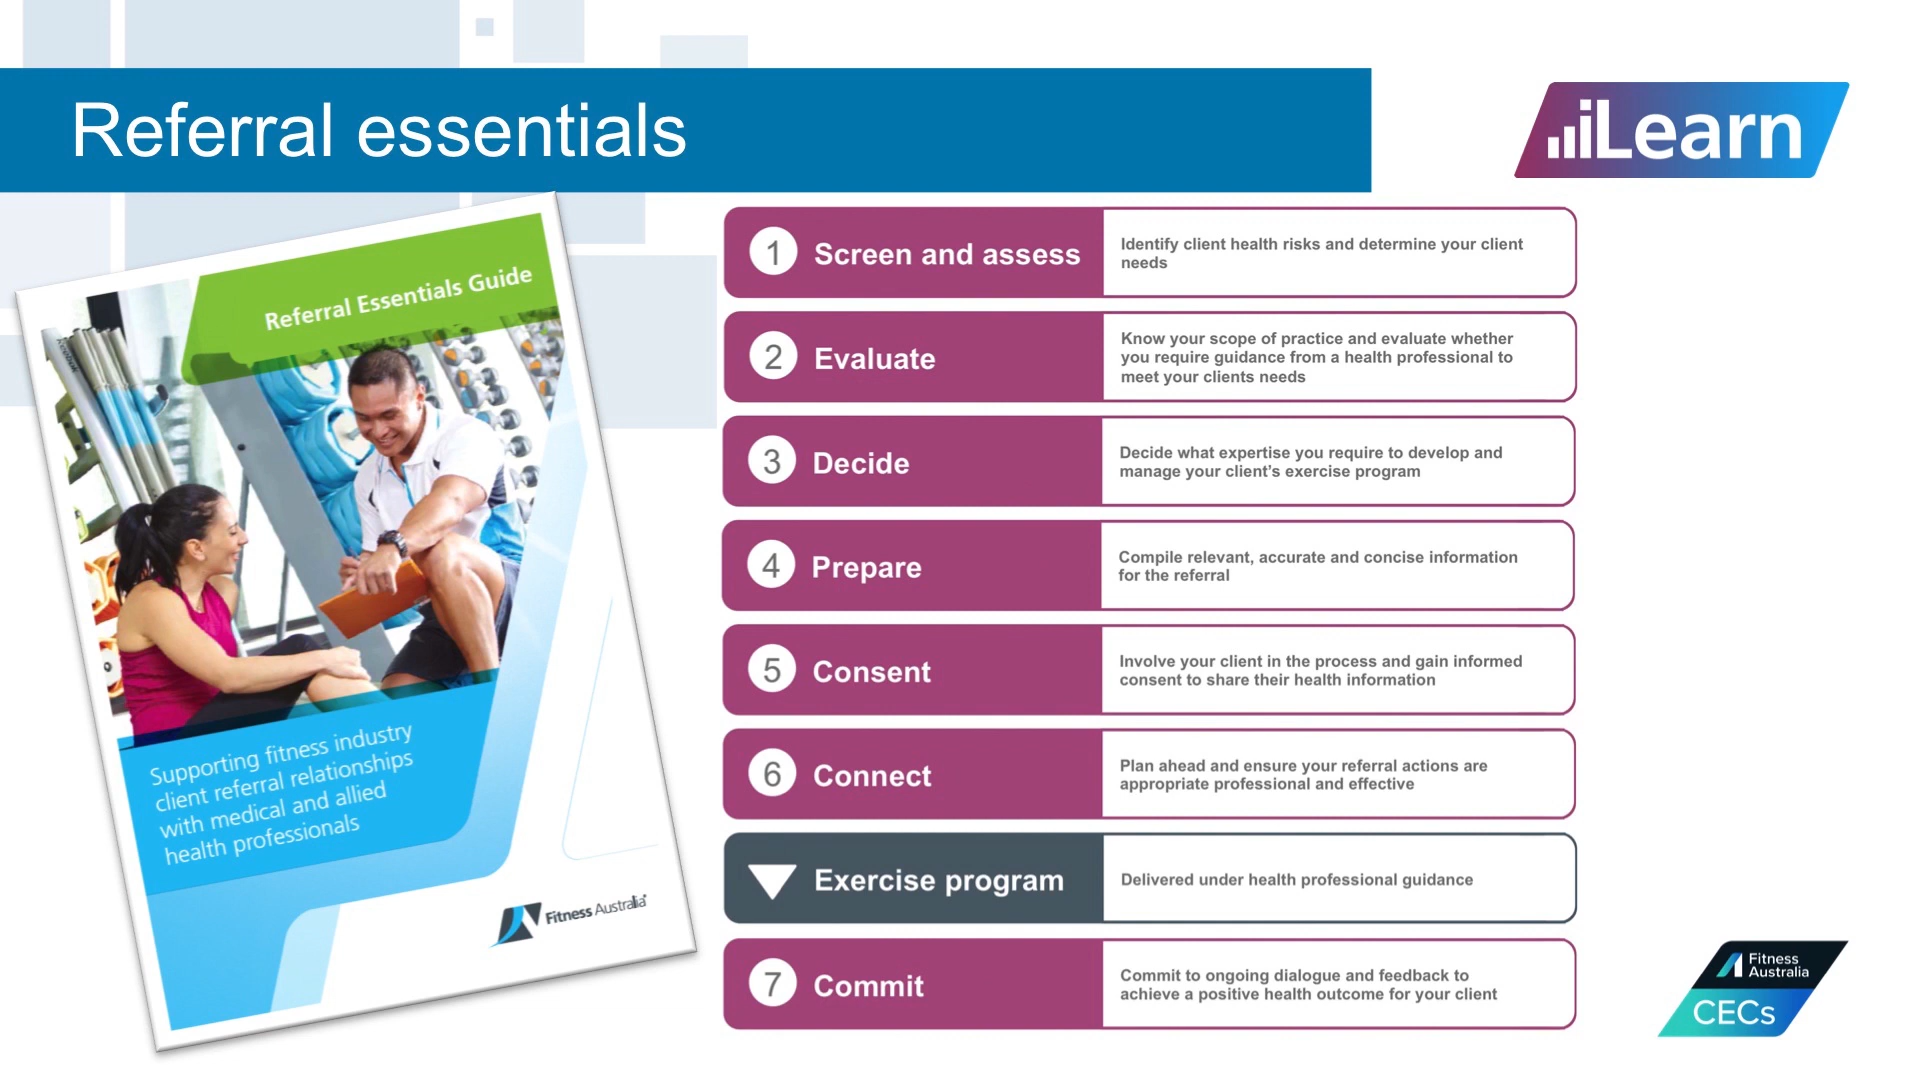 Referral essentials
iLearn
Referral Essentials Guide
Reebok
Supporting fitness industry
client referral relationships
with medical and allied
health professionals
Fitness Australia
1 Screen and assess
Identify client health risks and determine your client
needs
2 Evaluate
Know your scope of practice and evaluate whether
you require guidance from a health professional to
meet your clients needs
3 Decide
Decide what expertise you require to develop and
manage your client’s exercise program
4 Prepare
Compile relevant, accurate and concise information
for the referral
5 Consent
Involve your client in the process and gain informed
consent to share their health information
6 Connect
Plan ahead and ensure your referral actions are
appropriate professional and effective
Exercise program
Delivered under health professional guidance
7 Commit
Commit to ongoing dialogue and feedback to
achieve a positive health outcome for your client
Fitness
Australia
CECs